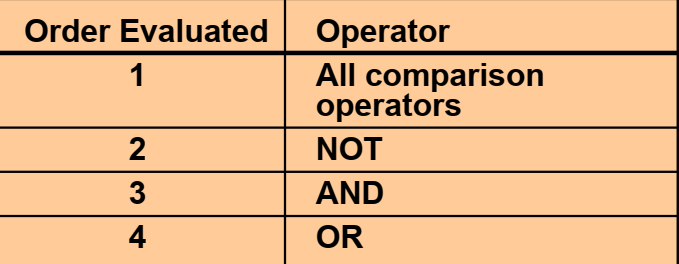 Order Evaluated Operator
1 All comparison
operators
2 NOT
3 AND
4 OR